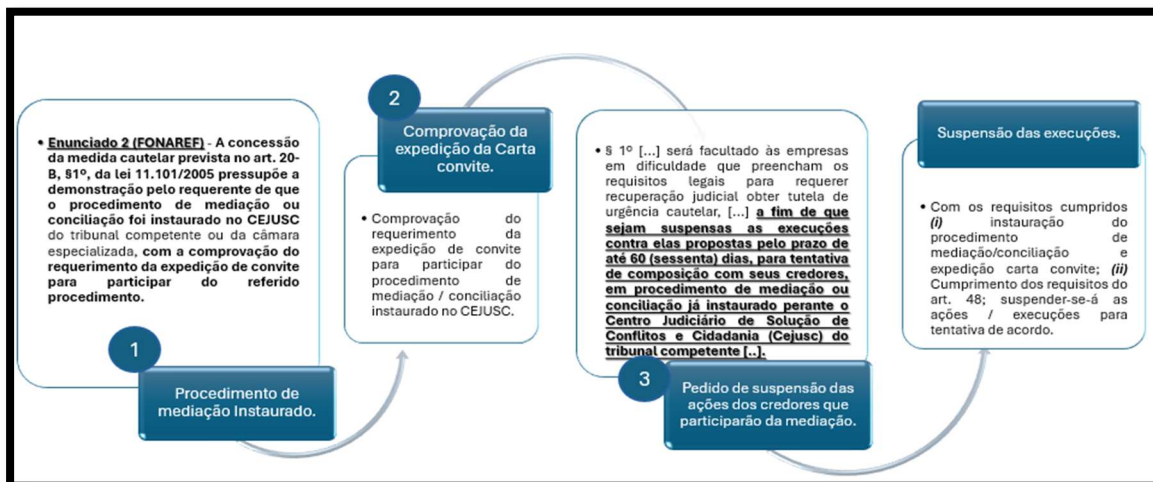 • Enunciado 2 (FONAREF) - A concessão
da medida cautelar prevista no art. 20-
B, §1º, da lei 11.101/2005 pressupõe a
demonstração pelo requerente de que
o procedimento de mediação ou
conciliação foi instaurado no CEJUSC
do tribunal competente ou da câmara
especializada, com a comprovação do
requerimento da expedição de convite
para participar do referido
procedimento.
1
Procedimento de
mediação Instaurado.
2
Comprovação da
expedição da Carta
convite.
• Comprovação do
requerimento da
expedição de convite
para participar do
procedimento de
mediação / conciliação
instaurado no CEJUSC.
• § 1º [...] será facultado às empresas
em dificuldade que preencham os
requisitos legais para requerer
recuperação judicial obter tutela de
urgência cautelar, [...] a fim de que
sejam suspensas as execuções
contra elas propostas pelo prazo de
até 60 (sessenta) dias, para tentativa
de composição com seus credores,
em procedimento de mediação ou
conciliação já instaurado perante o
Centro Judiciário de Solução de
Conflitos e Cidadania (Cejusc) do
tribunal competente [..].
3
Pedido de suspensão das
ações dos credores que
participarão da mediação.
Suspensão das execuções.
• Com os requisitos cumpridos
(i) instauração do
procedimento de
mediação/conciliação e
expedição carta convite; (ii)
Cumprimento dos requisitos do
art. 48; suspender-se-á as
ações / execuções para
tentativa de acordo.